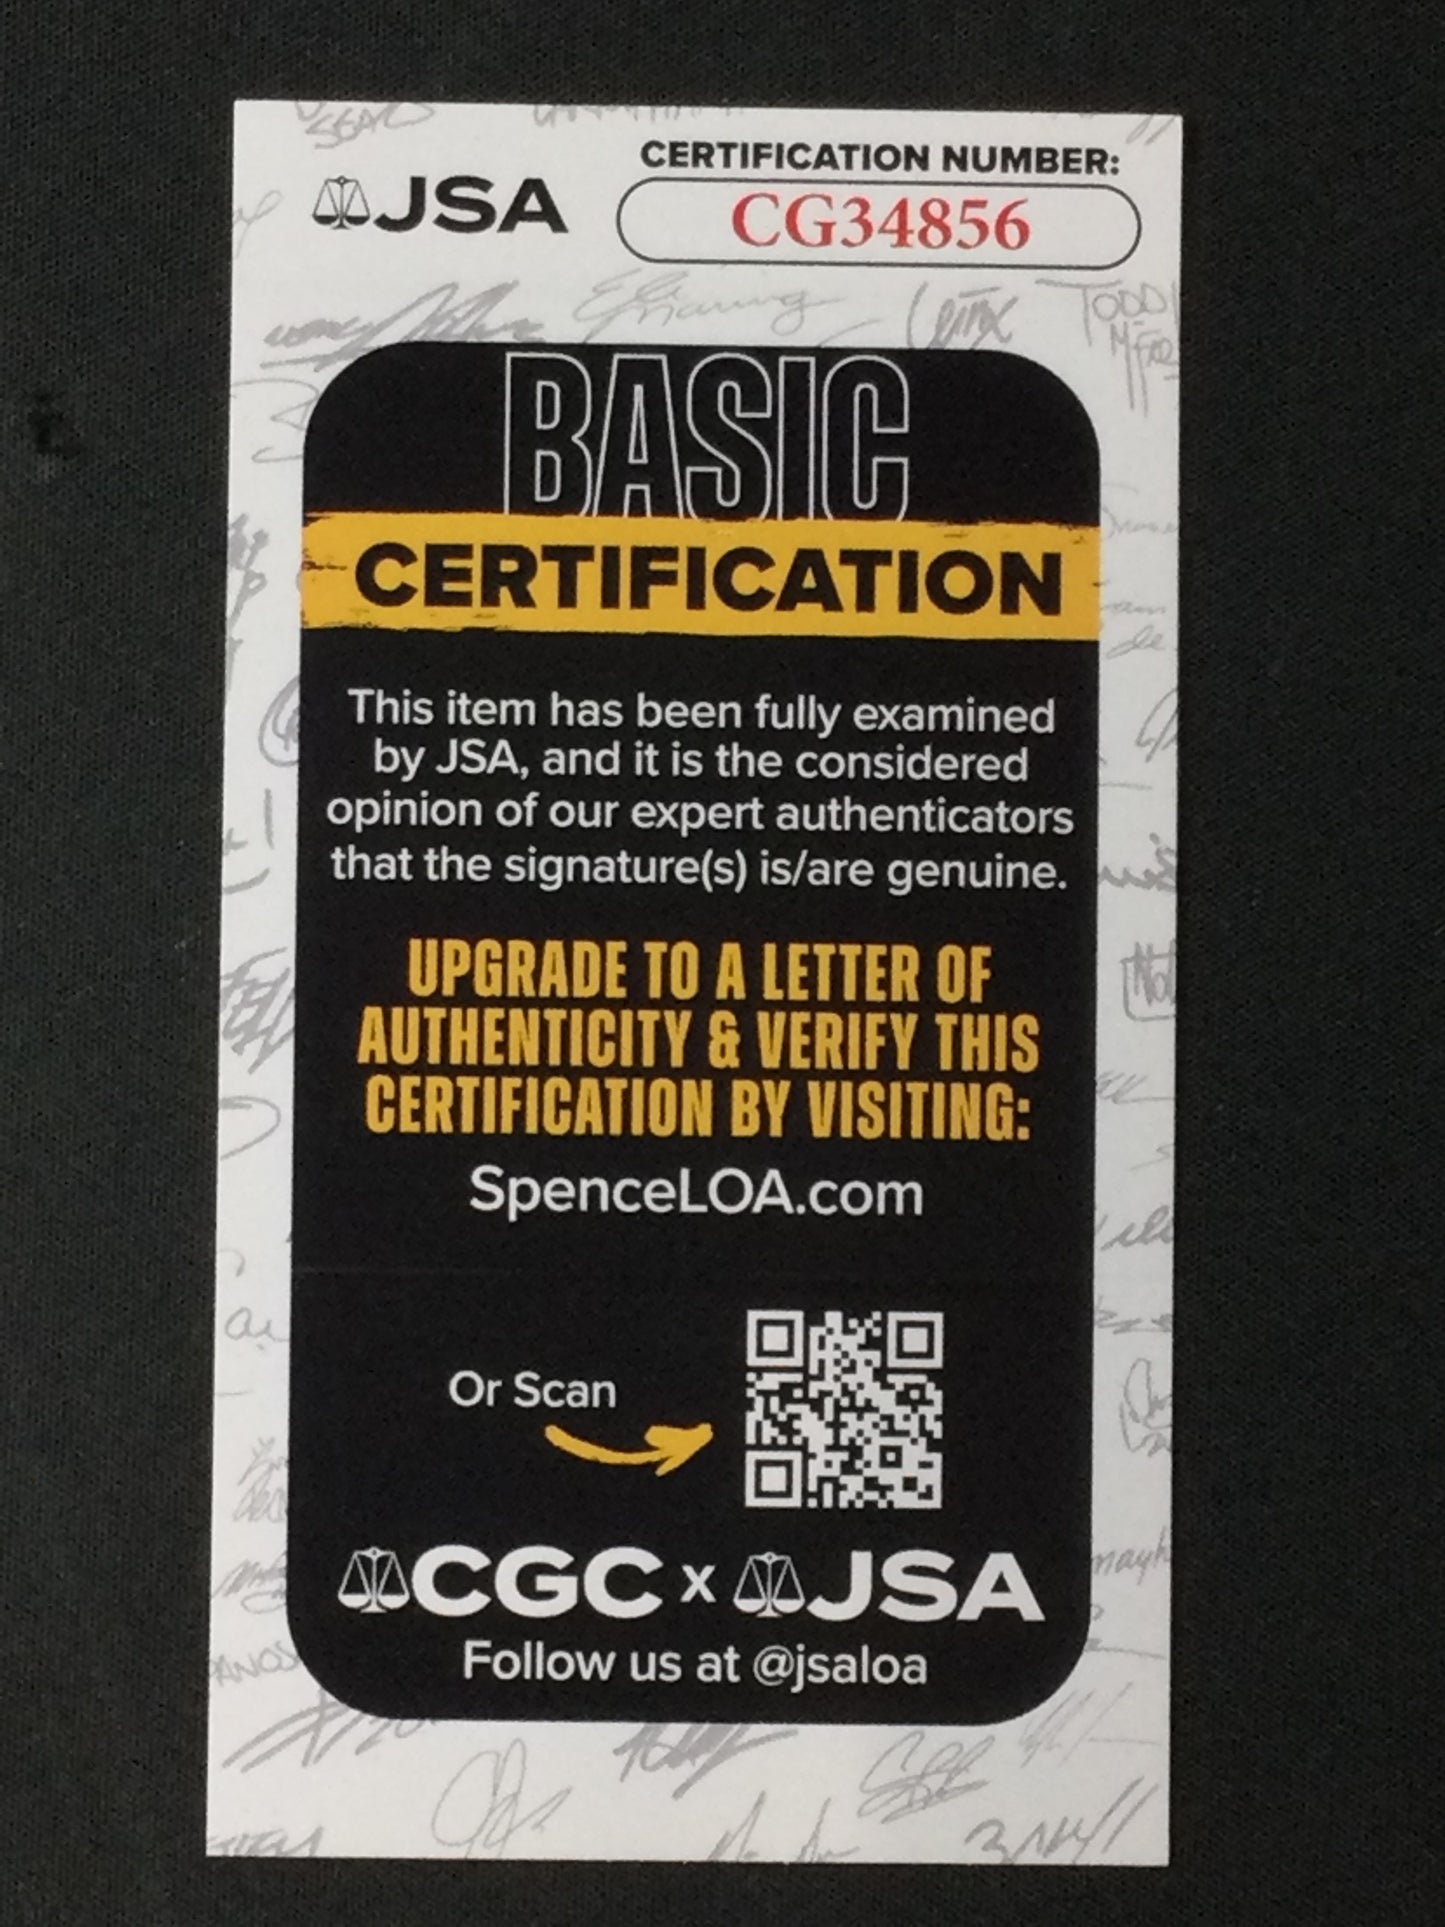 JSA
CERTIFICATION NUMBER:
CG34856
TODD
BASIC
CERTIFICATION
This item has been fully examined
by JSA, and it is the considered
opinion of our expert authenticators
that the signature(s) is/are genuine.
UPGRADE TO A LETTER OF
AUTHENTICITY & VERIFY THIS
CERTIFICATION BY VISITING:
SpenceLOA.com
Or Scan
CGC x JSA
Follow us at @jsaloa